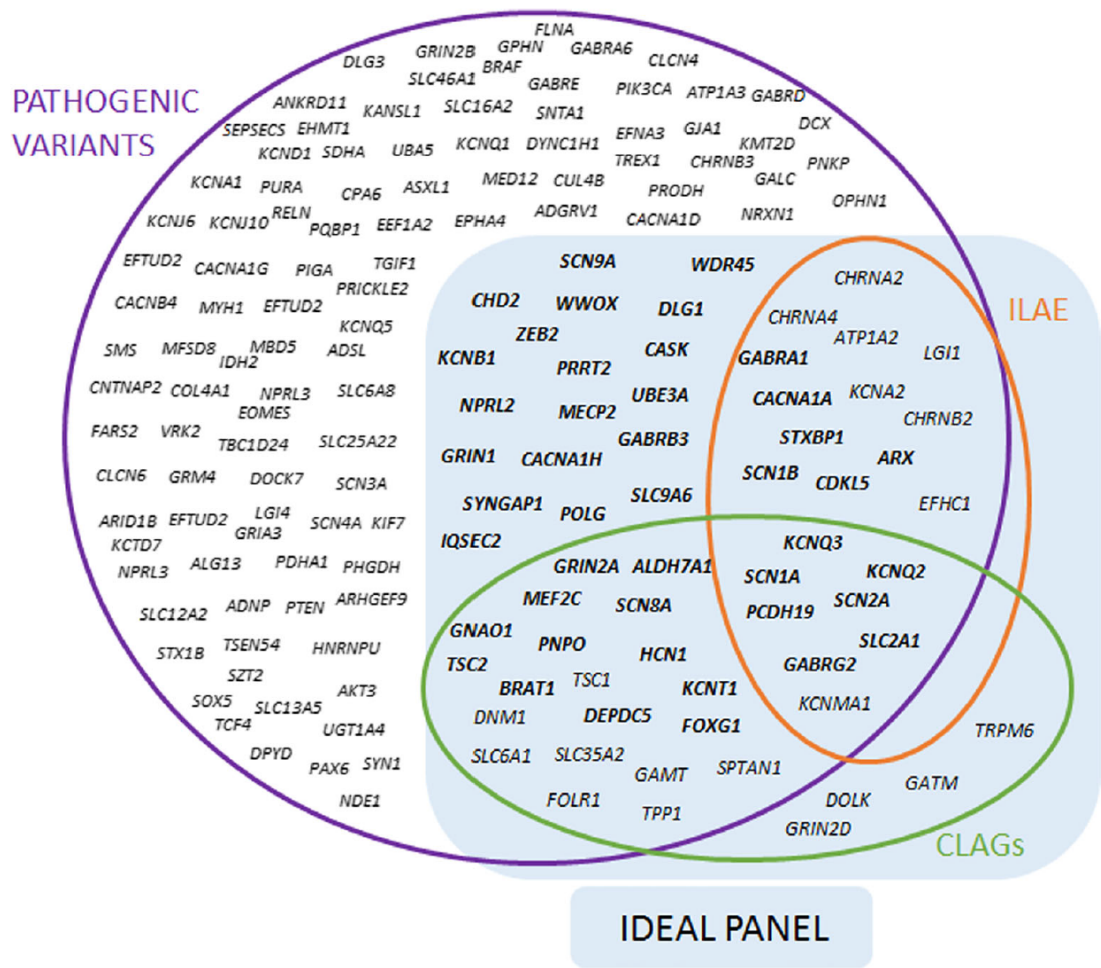 FLNA
GRIN2B GPHN GABRA6
DLG3 BRAF CLCN4
SLC46A1 GABRE
PATHOGENIC
VARIANTS
PIK3CA ATP1A3 GABRD
ANKRD11 KANSL1 SLC16A2 SNTA1
SEPSECS EHMT1 EFNA3 GJA1 DCX
KCND1 SDHA UBA5 KCNQ1 DYNC1H1 KMT2D
TREX1 CHRNB3 PNKP
KCNA1 PURA CPA6 ASXL1 MED12 CUL4B PRODH GALC
OPHN1
KCNJ6 KCNJ10 RELN PQBP1 EEF1A2 EPHA4 ADGRV1 CACNA1D NRXN1
EFTUD2 CACNA1G PIGA TGIF1
PRICKLE2
CACNB4 MYH1 EFTUD2
KCNQ5
SMS MFSD8 MBD5 ADSL
IDH2
CNTNAP2 COL4A1 NPRL3 SLC6A8
EOMES
FARS2 VRK2 TBC1D24 SLC25A22
CLCN6 GRM4 DOCK7 SCN3A
ARID1B EFTUD2 LGI4 SCN4A KIF7
KCTD7 GRIA3
NPRL3 ALG13 PDHA1 PHGDH
SLC12A2 ADNP PTEN ARHGEF9
STX1B TSEN54 HNRNPU
SZT2
SOX5 SLC13A5 AKT3
TCF4 UGT1A4
DPYD PAX6 SYN1
NDE1
SCN9A WDR45
CHD2 WWOX DLG1
ZEB2
KCNB1 PRRT2 CASK
NPRL2 MECP2 UBE3A
GABRB3
GRIN1 CACNA1H
SYNGAP1 POLG SLC9A6
IQSEC2
ILAE
CHRNA2
CHRNA4 ATP1A2
GABRA1 LGI1
CACNA1A KCNA2
CHRNB2
STXBP1
SCN1B CDKL5 ARX
EFHC1
KCNQ3
SCN1A KCNQ2
PCDH19 SCN2A
SLC2A1
GABRG2
KCNMA1
GRIN2A ALDH7A1
MEF2C SCN8A
GNAO1 PNPO HCN1
TSC2 BRAT1 TSC1 KCNT1
DNM1 DEPDC5 FOXG1
SLC6A1 SLC35A2 GAMT SPTAN1
FOLR1 TPP1
TRPM6
GATM
DOLK
GRIN2D
CLAGs
IDEAL PANEL